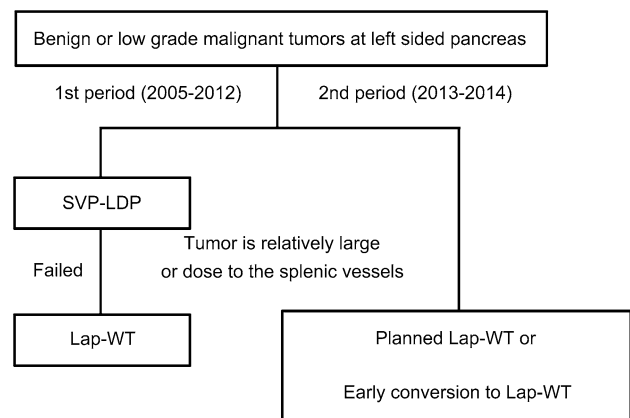 Benign or low grade malignant tumors at left sided pancreas
1st period (2005-2012)
2nd period (2013-2014)
SVP-LDP
Failed
Tumor is relatively large
or dose to the splenic vessels
Lap-WT
Planned Lap-WT or
Early conversion to Lap-WT